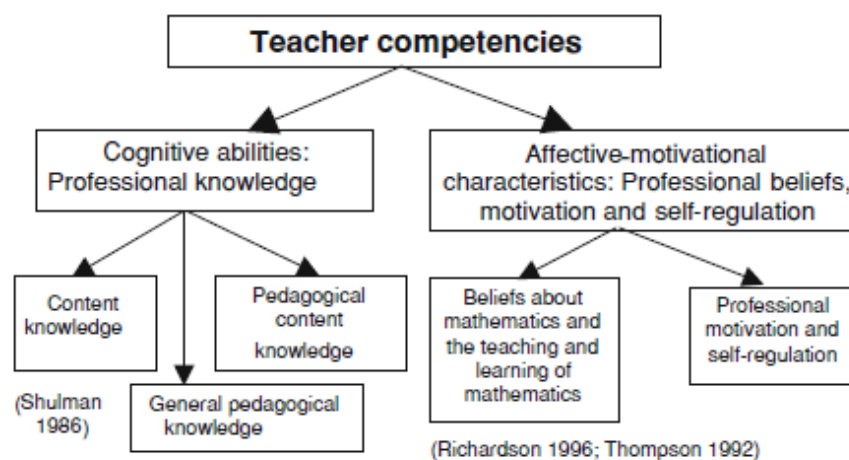 Teacher competencies
Cognitive abilities:
Professional knowledge
Affective-motivational
characteristics: Professional beliefs,
motivation and self-regulation
Content
knowledge
Pedagogical
content
knowledge
General pedagogical
knowledge
(Shulman
1986)
Beliefs about
mathematics and
the teaching and
learning of
mathematics
Professional
motivation and
self-regulation
(Richardson 1996; Thompson 1992)